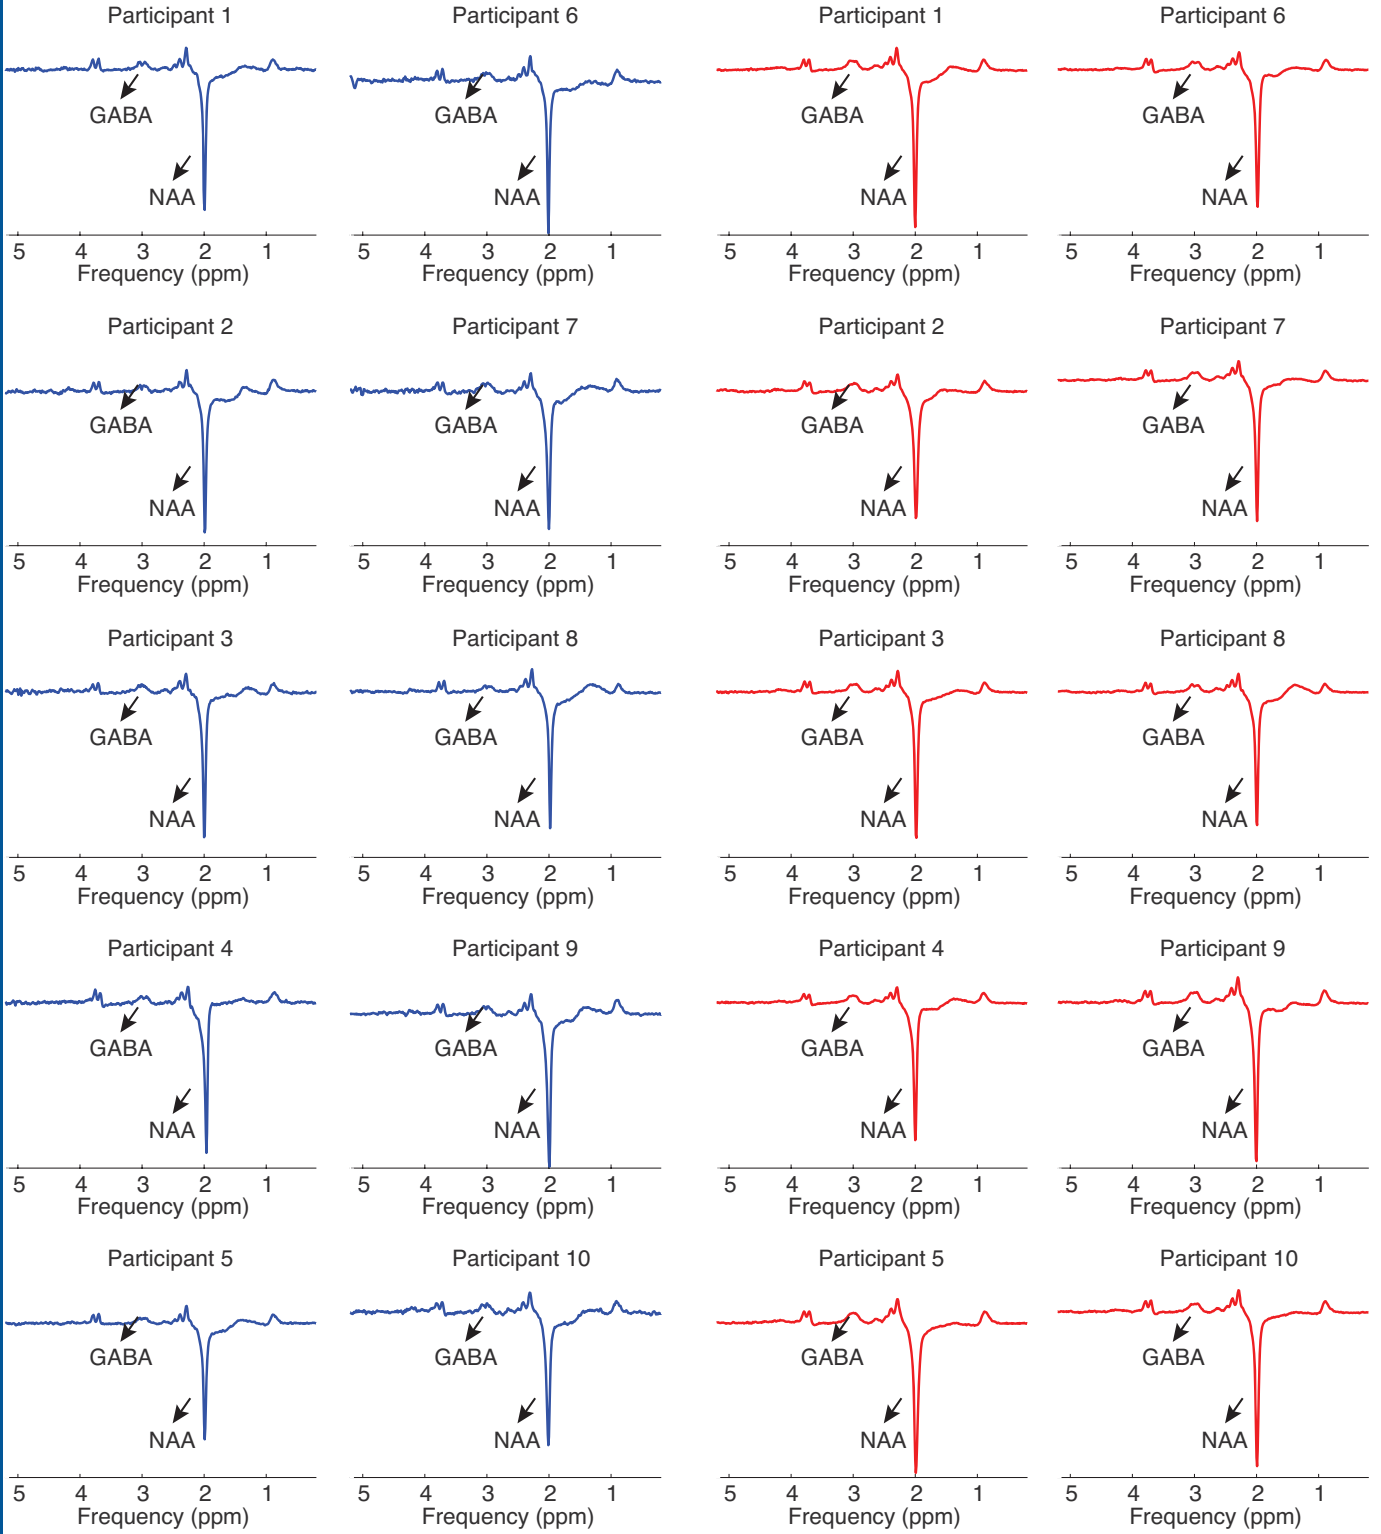 Participant 1 Participant 6 Participant 1 Participant 6
GABA GABA GABA GABA
NAA NAA NAA NAA
5 4 3 2 1 5 4 3 2 1 5 4 3 2 1 5 4 3 2 1
Frequency (ppm) Frequency (ppm) Frequency (ppm) Frequency (ppm)
Participant 2 Participant 7 Participant 2 Participant 7
GABA GABA GABA GABA
NAA NAA NAA NAA
5 4 3 2 1 5 4 3 2 1 5 4 3 2 1 5 4 3 2 1
Frequency (ppm) Frequency (ppm) Frequency (ppm) Frequency (ppm)
Participant 3 Participant 8 Participant 3 Participant 8
GABA GABA GABA GABA
NAA NAA NAA NAA
5 4 3 2 1 5 4 3 2 1 5 4 3 2 1 5 4 3 2 1
Frequency (ppm) Frequency (ppm) Frequency (ppm) Frequency (ppm)
Participant 4 Participant 9 Participant 4 Participant 9
GABA GABA GABA GABA
NAA NAA NAA NAA
5 4 3 2 1 5 4 3 2 1 5 4 3 2 1 5 4 3 2 1
Frequency (ppm) Frequency (ppm) Frequency (ppm) Frequency (ppm)
Participant 5 Participant 10 Participant 5 Participant 10
GABA GABA GABA GABA
NAA NAA NAA NAA
5 4 3 2 1 5 4 3 2 1 5 4 3 2 1 5 4 3 2 1
Frequency (ppm) Frequency (ppm) Frequency (ppm) Frequency (ppm)